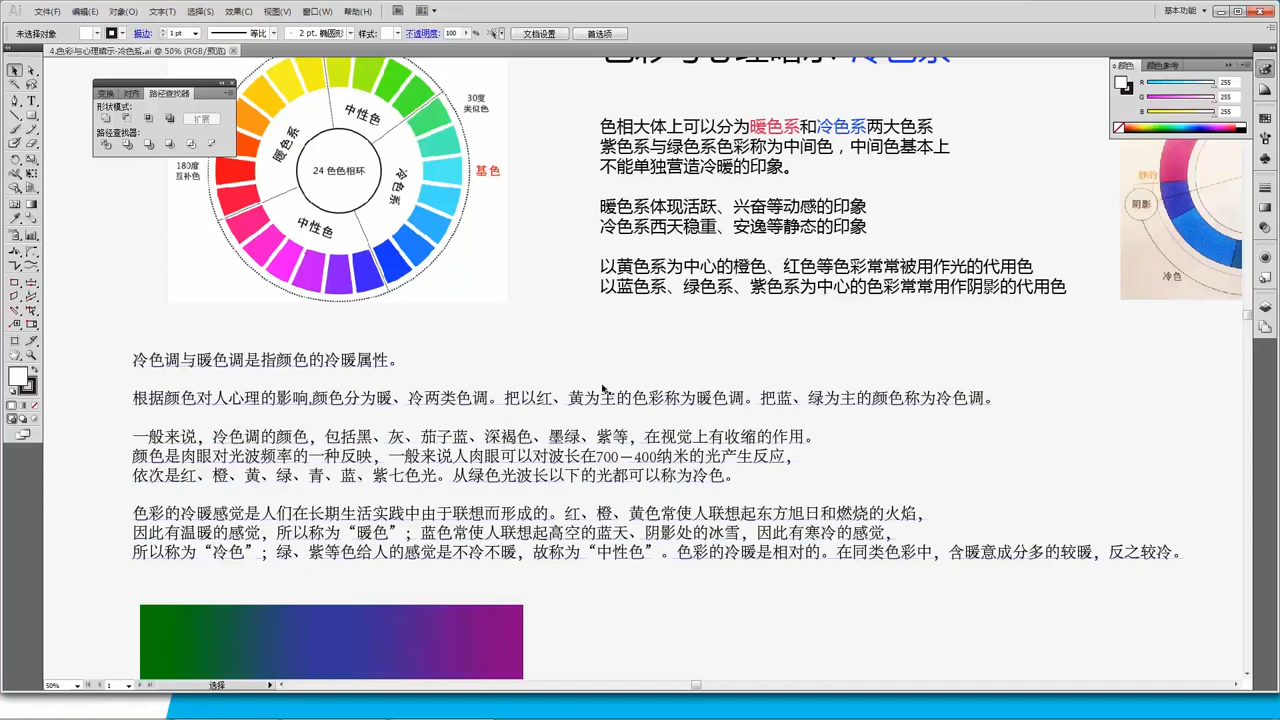 Ai 文件(F) 编辑(E) 对象(O) 文字(T) 选择(S) 效果(C) 视图(V) 窗口(W) 帮助(H) Br 基本功能
未选择对象 描边: 1 pt 等比 2 pt. 椭圆形 样式: 不透明度: 100 % 文档设置 首选项
4.色彩与心理暗示-冷色系.ai @ 50% (RGB/预览)
变换 对齐 路径查找器
形状模式:
扩展
路径查找器:
颜色 颜色参考
R 255
G 255
B 255
色彩与心理暗示: 冷色系
30度
类似色
180度
互补色
基色
中性色
暖色系
冷色系
中性色
24 色色相环
色相大体上可以分为暖色系和冷色系两大色系
紫色系与绿色系色彩称为中间色，中间色基本上
不能单独营造冷暖的印象。
暖色系体现活跃、兴奋等动感的印象
冷色系西天稳重、安逸等静态的印象
以黄色系为中心的橙色、红色等色彩常常被用作光的代用色
以蓝色系、绿色系、紫色系为中心的色彩常常用作阴影的代用色
静的
阴影
冷色
冷色调与暖色调是指颜色的冷暖属性。
根据颜色对人心理的影响,颜色分为暖、冷两类色调。把以红、黄为主的色彩称为暖色调。把蓝、绿为主的颜色称为冷色调。
一般来说，冷色调的颜色，包括黑、灰、茄子蓝、深褐色、墨绿、紫等，在视觉上有收缩的作用。
颜色是肉眼对光波频率的一种反映，一般来说人肉眼可以对波长在700－400纳米的光产生反应，
依次是红、橙、黄、绿、青、蓝、紫七色光。从绿色光波长以下的光都可以称为冷色。
色彩的冷暖感觉是人们在长期生活实践中由于联想而形成的。红、橙、黄色常使人联想起东方旭日和燃烧的火焰，
因此有温暖的感觉，所以称为“暖色”；蓝色常使人联想起高空的蓝天、阴影处的冰雪，因此有寒冷的感觉，
所以称为“冷色”；绿、紫等色给人的感觉是不冷不暖，故称为“中性色”。色彩的冷暖是相对的。在同类色彩中，含暖意成分多的较暖，反之较冷。
50% 1 选择